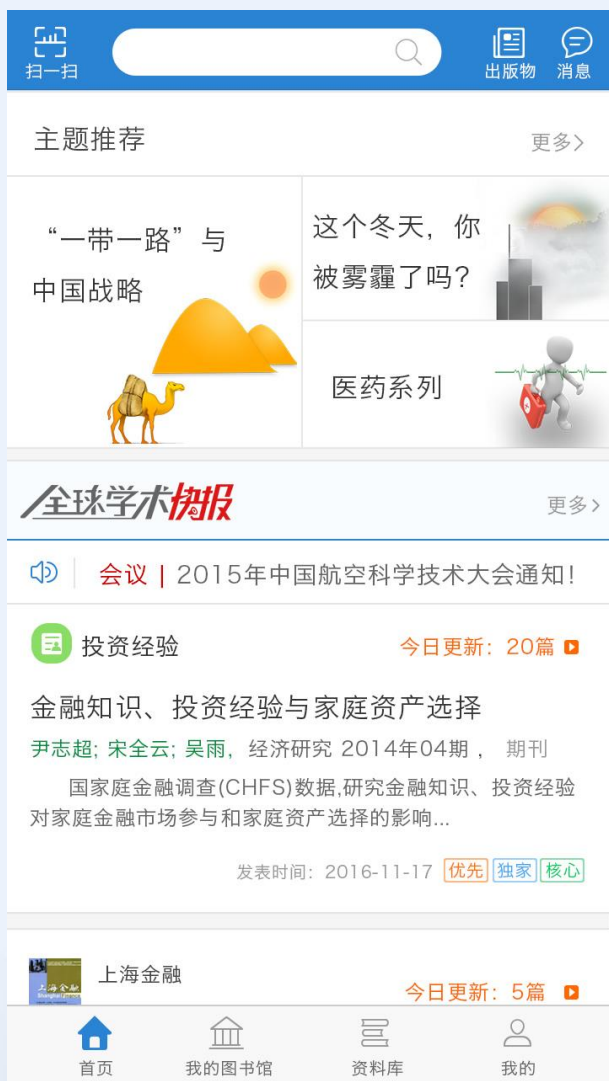 扫一扫
出版物
消息
主题推荐
更多>
“一带一路”与
中国战略
这个冬天，你
被雾霾了吗?
医药系列
全球学术快报
更多>
会议 | 2015年中国航空科学技术大会通知!
投资经验
今日更新: 20篇
金融知识、投资经验与家庭资产选择
尹志超; 宋全云; 吴雨, 经济研究 2014年04期 , 期刊
国家庭金融调查(CHFS)数据,研究金融知识、投资经验
对家庭金融市场参与和家庭资产选择的影响...
发表时间: 2016-11-17 优先 独家 核心
上海金融
上海金融
今日更新: 5篇
首页
我的图书馆
资料库
我的